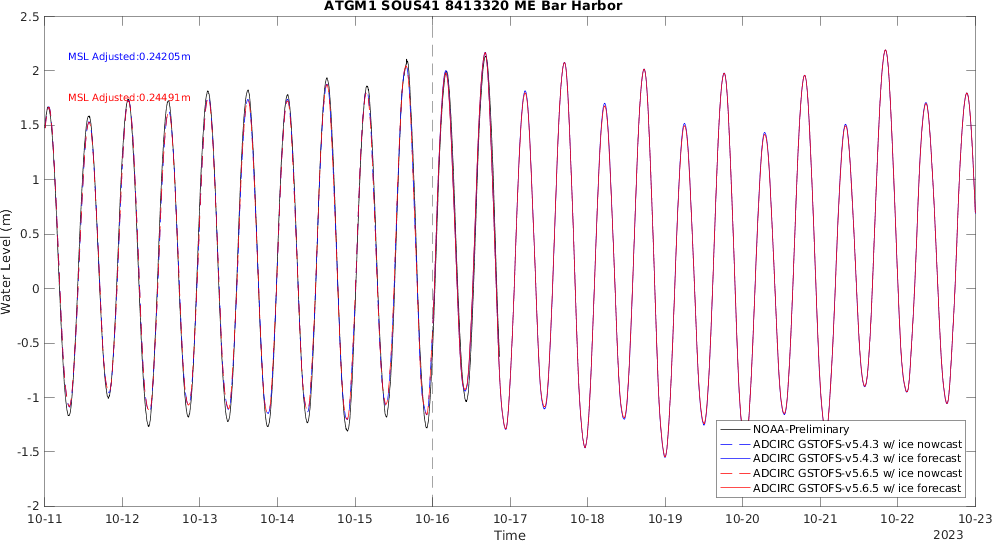 ATGM1 SOUS41 8413320 ME Bar Harbor
2.5
2
1.5
1
0.5
0
-0.5
-1
-1.5
-2
Water Level (m)
MSL Adjusted:0.24205m
MSL Adjusted:0.24491m
NOAA-Preliminary
ADCIRC GSTOFS-v5.4.3 w/ ice nowcast
ADCIRC GSTOFS-v5.4.3 w/ ice forecast
ADCIRC GSTOFS-v5.6.5 w/ ice nowcast
ADCIRC GSTOFS-v5.6.5 w/ ice forecast
10-11 10-12 10-13 10-14 10-15 10-16 10-17 10-18 10-19 10-20 10-21 10-22 10-23
Time
2023